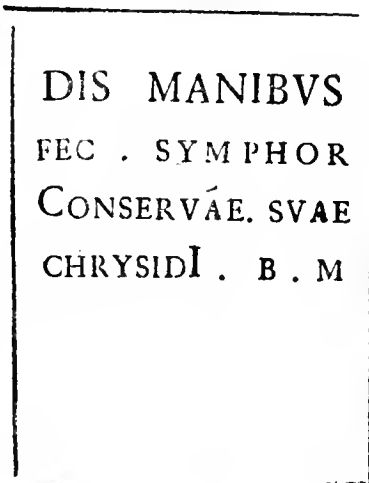 DIS MANIBVS
FEC . SYMPHOR
CONSERVÁE. SVAE
CHRYSIDI . B . M